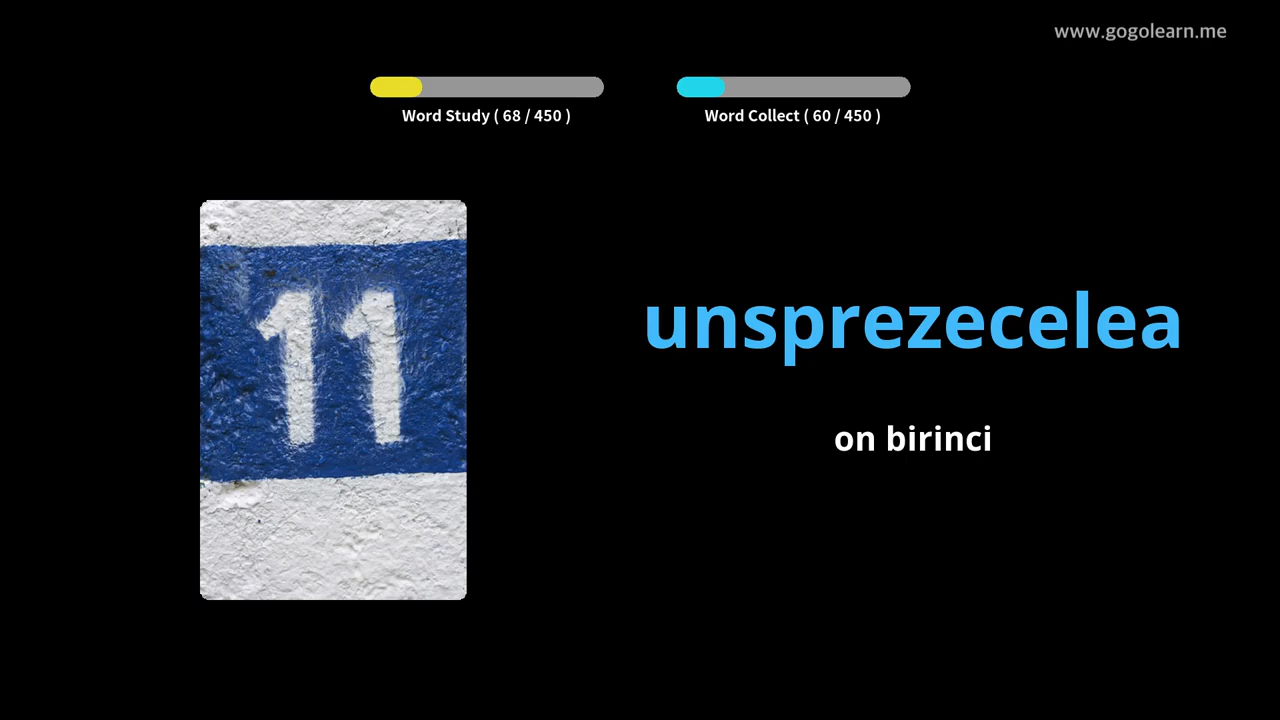 www.gogolearn.me
Word Study ( 68 / 450 )
Word Collect ( 60 / 450 )
11
unsprezecelea
on birinci